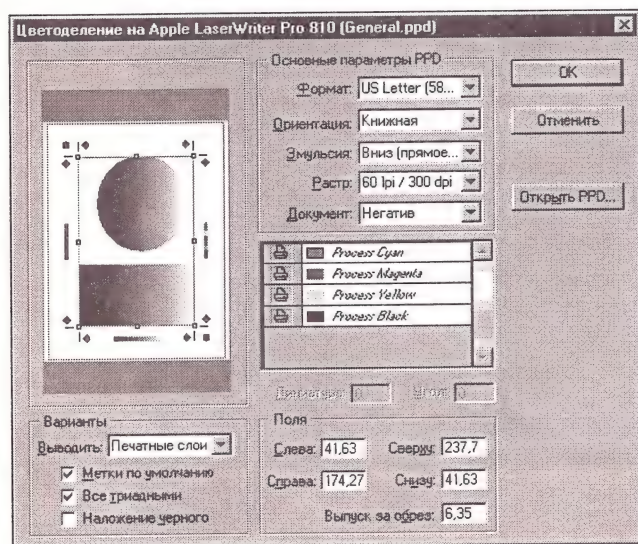 Цветоделение на Apple LaserWriter Pro 810 (General.ppd)
Основные параметры PPD
Формат: US Letter (58...
Ориентация: Книжная
Эмульсия: Вниз (прямое...
Растр: 60 lpi / 300 dpi
Документ: Негатив
OK
Отменить
Открыть PPD...
Process Cyan
Process Magenta
Process Yellow
Process Black
Линиатура: 0 Угол: 0
Варианты
Выводить: Печатные слои
Метки по умолчанию
Все триадными
Наложение черного
Поля
Слева: 41,63 Сверху: 237,7
Справа: 174,27 Снизу: 41,63
Выпуск за обрез: 6,35